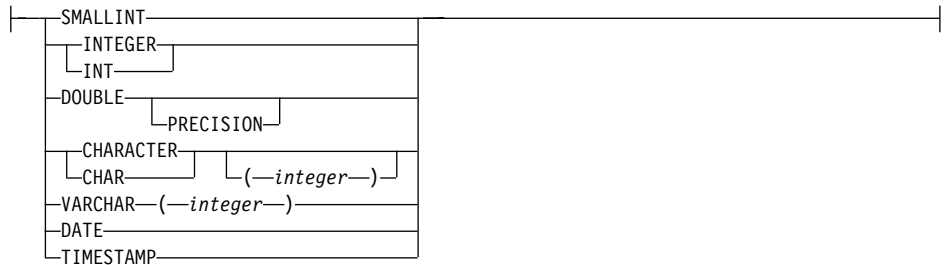 SMALLINT
INTEGER
INT
DOUBLE
PRECISION
CHARACTER
CHAR ( integer )
VARCHAR ( integer )
DATE
TIMESTAMP